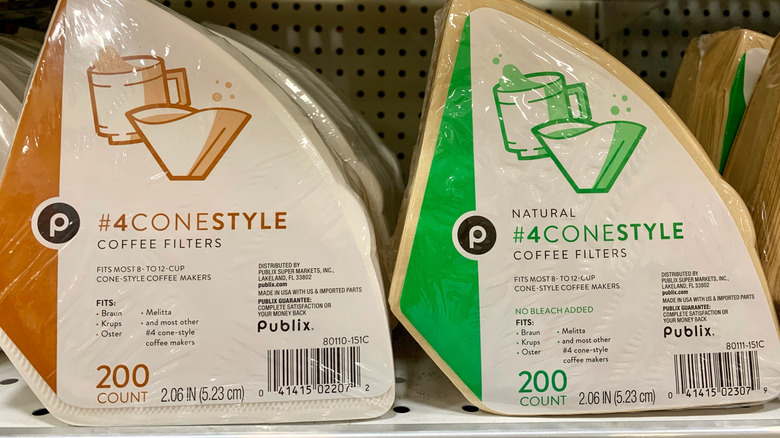 p
#4CONESTYLE
COFFEE FILTERS
FITS MOST 8- TO 12-CUP
CONE-STYLE COFFEE MAKERS
FITS:
• Braun
• Krups
• Oster
• Melitta
• and most other
#4 cone-style
coffee makers
DISTRIBUTED BY
PUBLIX SUPER MARKETS, INC.,
LAKELAND, FL 33802
publix.com
MADE IN USA WITH US & IMPORTED PARTS
PUBLIX GUARANTEE:
COMPLETE SATISFACTION OR
YOUR MONEY BACK
Publix.
80110-151C
200
COUNT
2.06 IN (5.23 cm)
0 41415 02207 2
p
NATURAL
#4CONESTYLE
COFFEE FILTERS
FITS MOST 8- TO 12-CUP
CONE-STYLE COFFEE MAKERS
NO BLEACH ADDED
FITS:
• Braun
• Krups
• Oster
• Melitta
• and most other
#4 cone-style
coffee makers
DISTRIBUTED BY
PUBLIX SUPER MARKETS, INC.,
LAKELAND, FL 33802
publix.com
MADE IN USA WITH US & IMPORTED PARTS
PUBLIX GUARANTEE:
COMPLETE SATISFACTION OR
YOUR MONEY BACK
Publix.
80111-151C
200
COUNT
2.06 IN (5.23 cm)
0 41415 02307 9